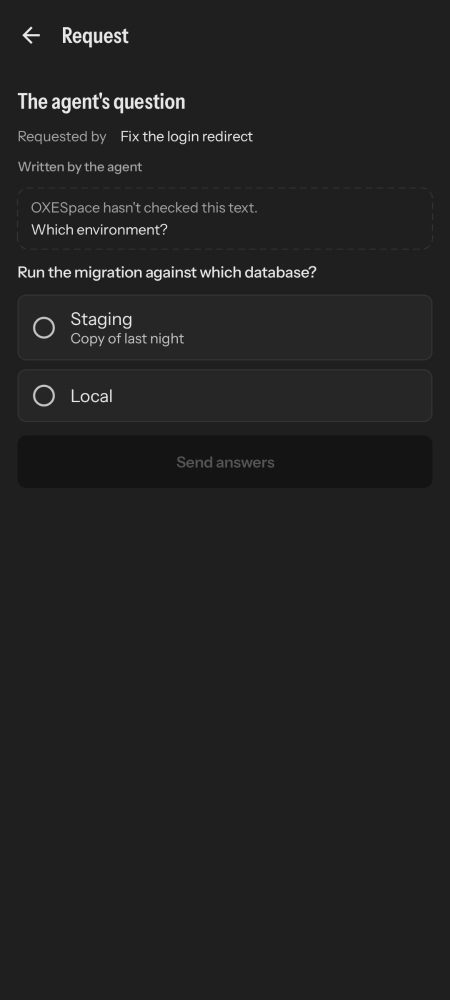 Request
The agent's question
Requested by Fix the login redirect
Written by the agent
OXESpace hasn't checked this text.
Which environment?
Run the migration against which database?
Staging
Copy of last night
Local
Send answers